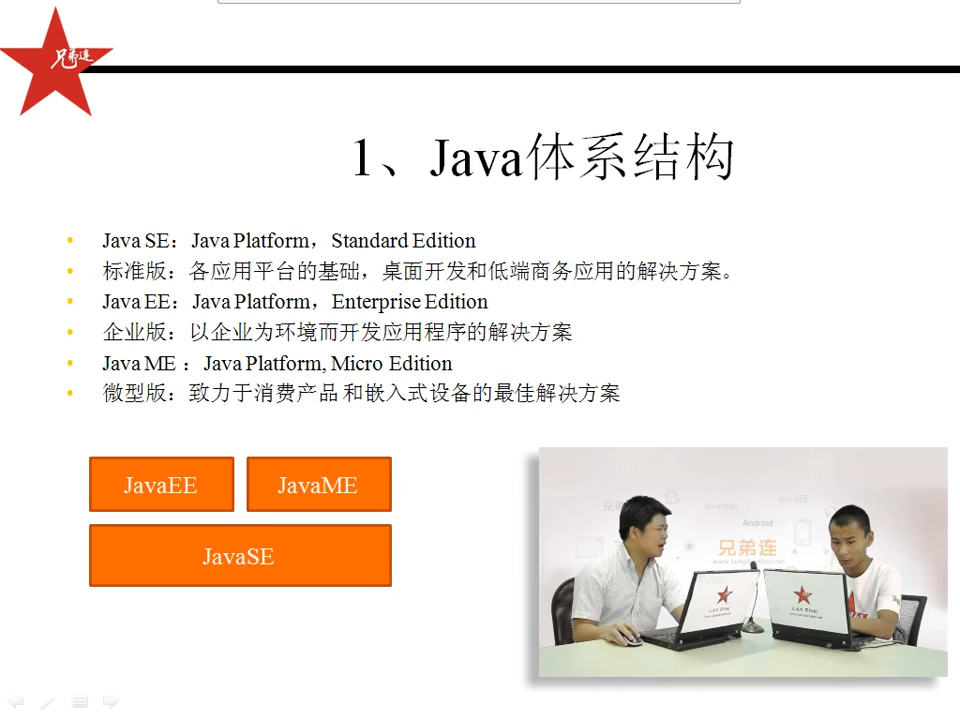 兄弟连
1、Java体系结构
• Java SE：Java Platform，Standard Edition
• 标准版：各应用平台的基础，桌面开发和低端商务应用的解决方案。
• Java EE：Java Platform，Enterprise Edition
• 企业版：以企业为环境而开发应用程序的解决方案
• Java ME ：Java Platform, Micro Edition
• 微型版：致力于消费产品 和嵌入式设备的最佳解决方案
JavaEE
JavaME
JavaSE
JavaWeb
JavaEE
Android
兄弟连